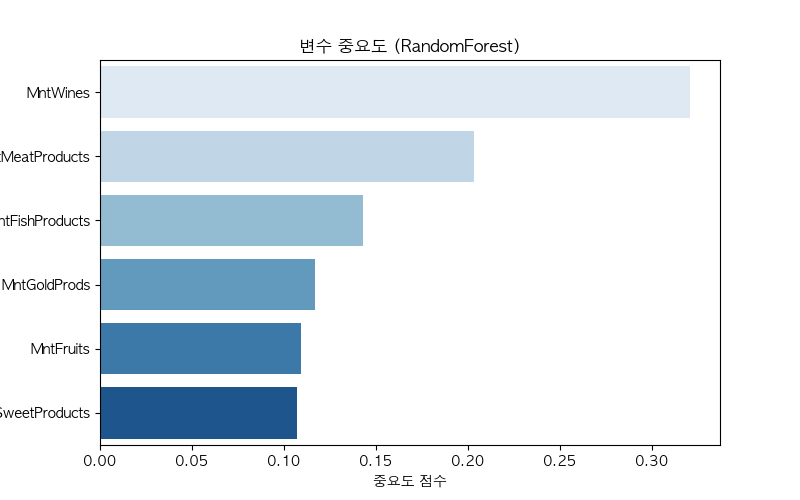 변수 중요도 (RandomForest)
MntWines
tMeatProducts
ntFishProducts
MntGoldProds
MntFruits
SweetProducts
0.00 0.05 0.10 0.15 0.20 0.25 0.30
중요도 점수